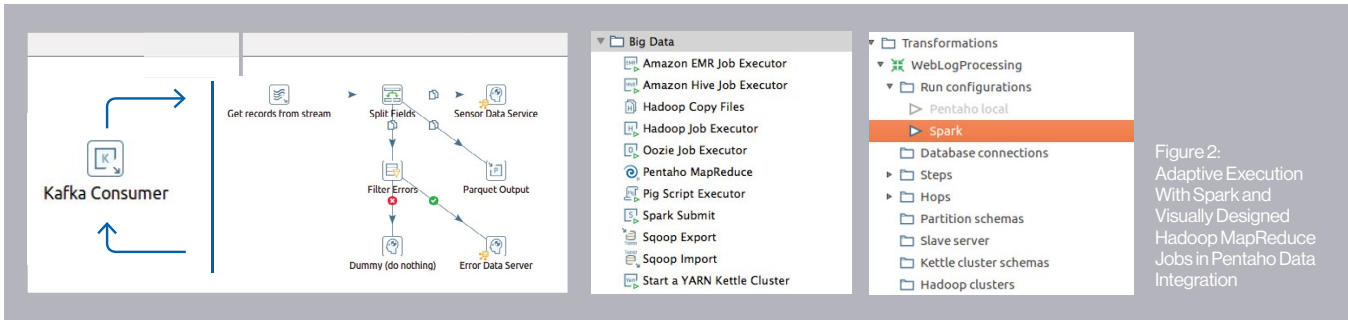 Kafka Consumer
Get records from stream
Split Fields
Sensor Data Service
Filter Errors
Parquet Output
Dummy (do nothing)
Error Data Server
Big Data
Amazon EMR Job Executor
Amazon Hive Job Executor
Hadoop Copy Files
Hadoop Job Executor
Oozie Job Executor
Pentaho MapReduce
Pig Script Executor
Spark Submit
Sqoop Export
Sqoop Import
Start a YARN Kettle Cluster
Transformations
WebLogProcessing
Run configurations
Pentaho local
Spark
Database connections
Steps
Hops
Partition schemas
Slave server
Kettle cluster schemas
Hadoop clusters
Figure 2:
Adaptive Execution
With Spark and
Visually Designed
Hadoop MapReduce
Jobs in Pentaho Data
Integration